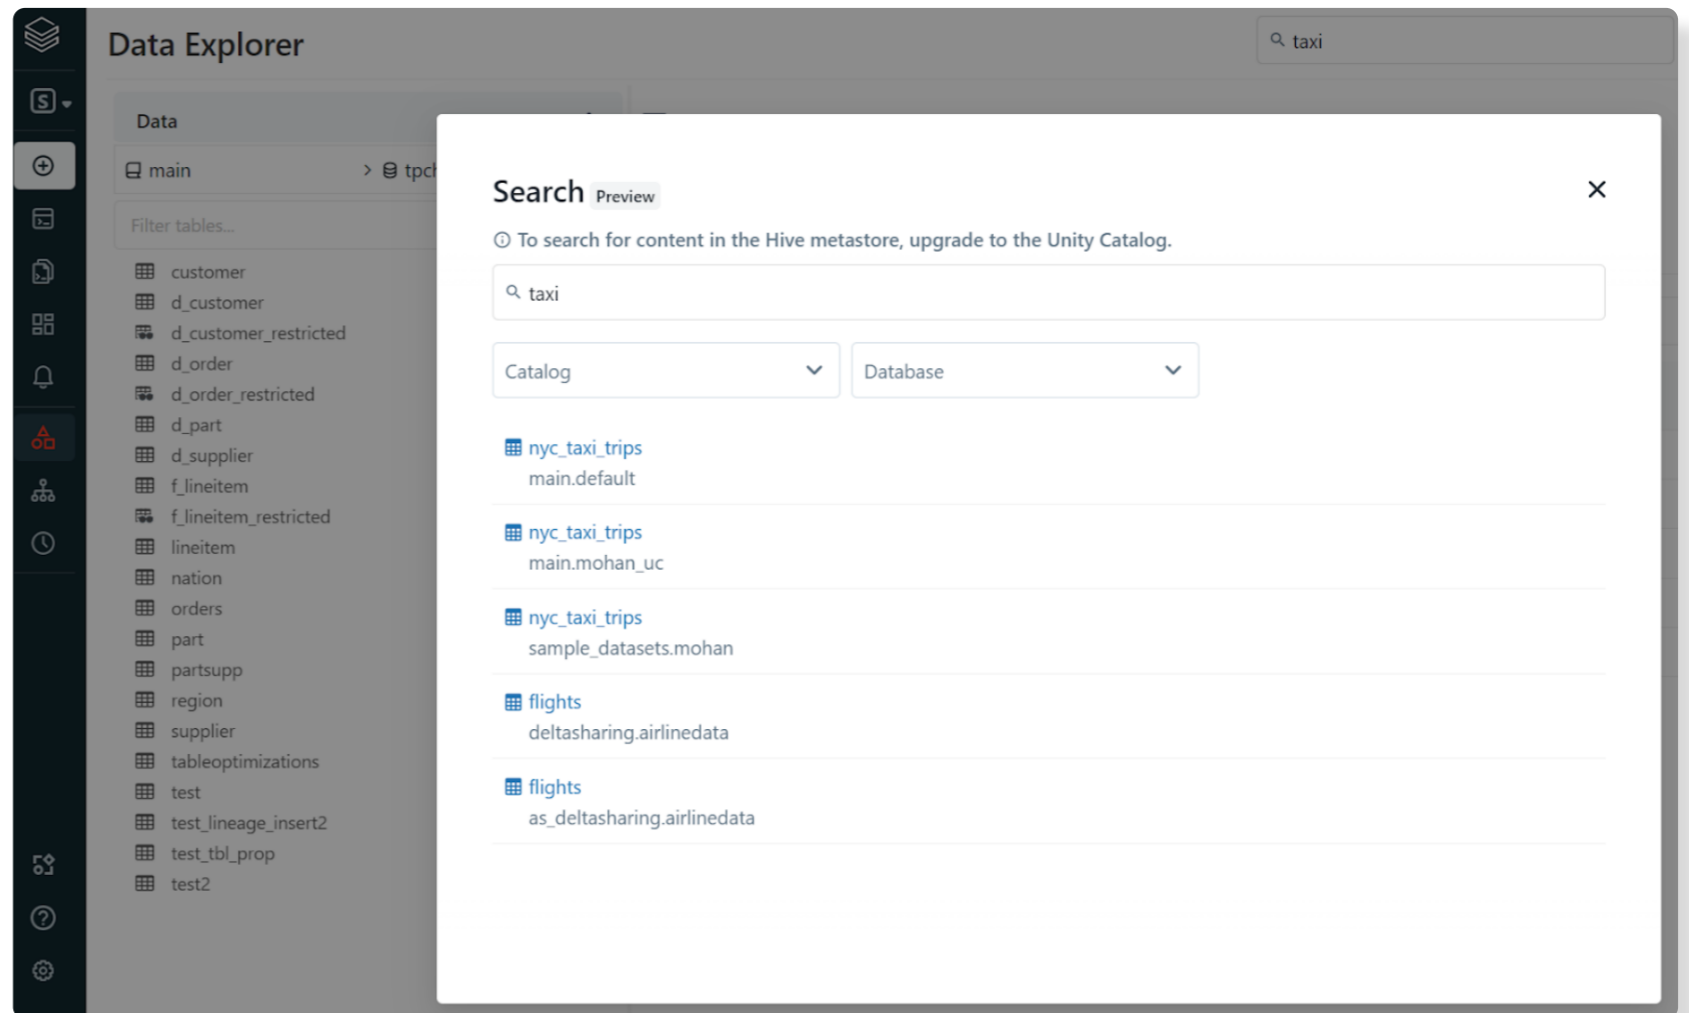 Data Explorer
taxi
S
Data
main
tpch
Filter tables...
customer
d_customer
d_customer_restricted
d_order
d_order_restricted
d_part
d_supplier
f_lineitem
f_lineitem_restricted
lineitem
nation
orders
part
partsupp
region
supplier
tableoptimizations
test
test_lineage_insert2
test_tbl_prop
test2
Search Preview
To search for content in the Hive metastore, upgrade to the Unity Catalog.
taxi
Catalog
Database
nyc_taxi_trips
main.default
nyc_taxi_trips
main.mohan_uc
nyc_taxi_trips
sample_datasets.mohan
flights
deltasharing.airlinedata
flights
as_deltasharing.airlinedata